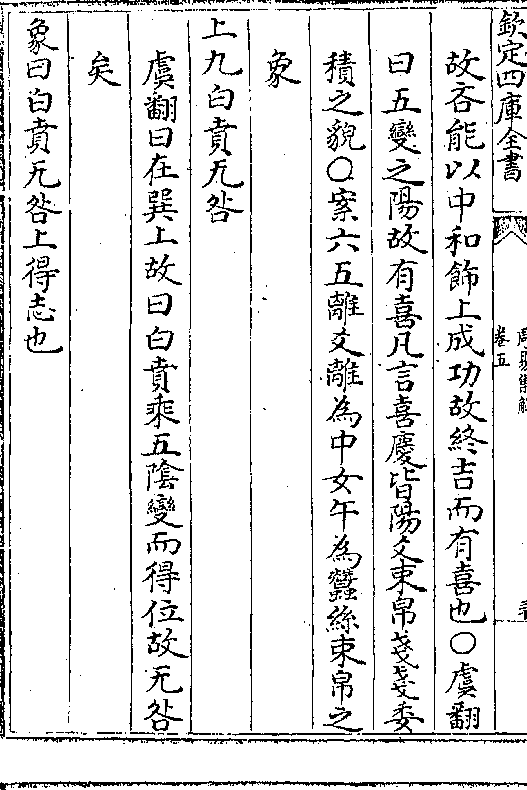 欽定四庫全書
周易集解
卷五
故吝能以中和飾上成功故終吉而有喜也○虞翻
曰五變之陽故有喜凡言喜慶皆陽爻束帛戔戔委
積之貌○案六五離爻離為中女午為蠶絲束帛之
象
上九白賁无咎
虞翻曰在巽上故曰白賁乘五陰變而得位故无咎
矣
象曰白賁无咎上得志也